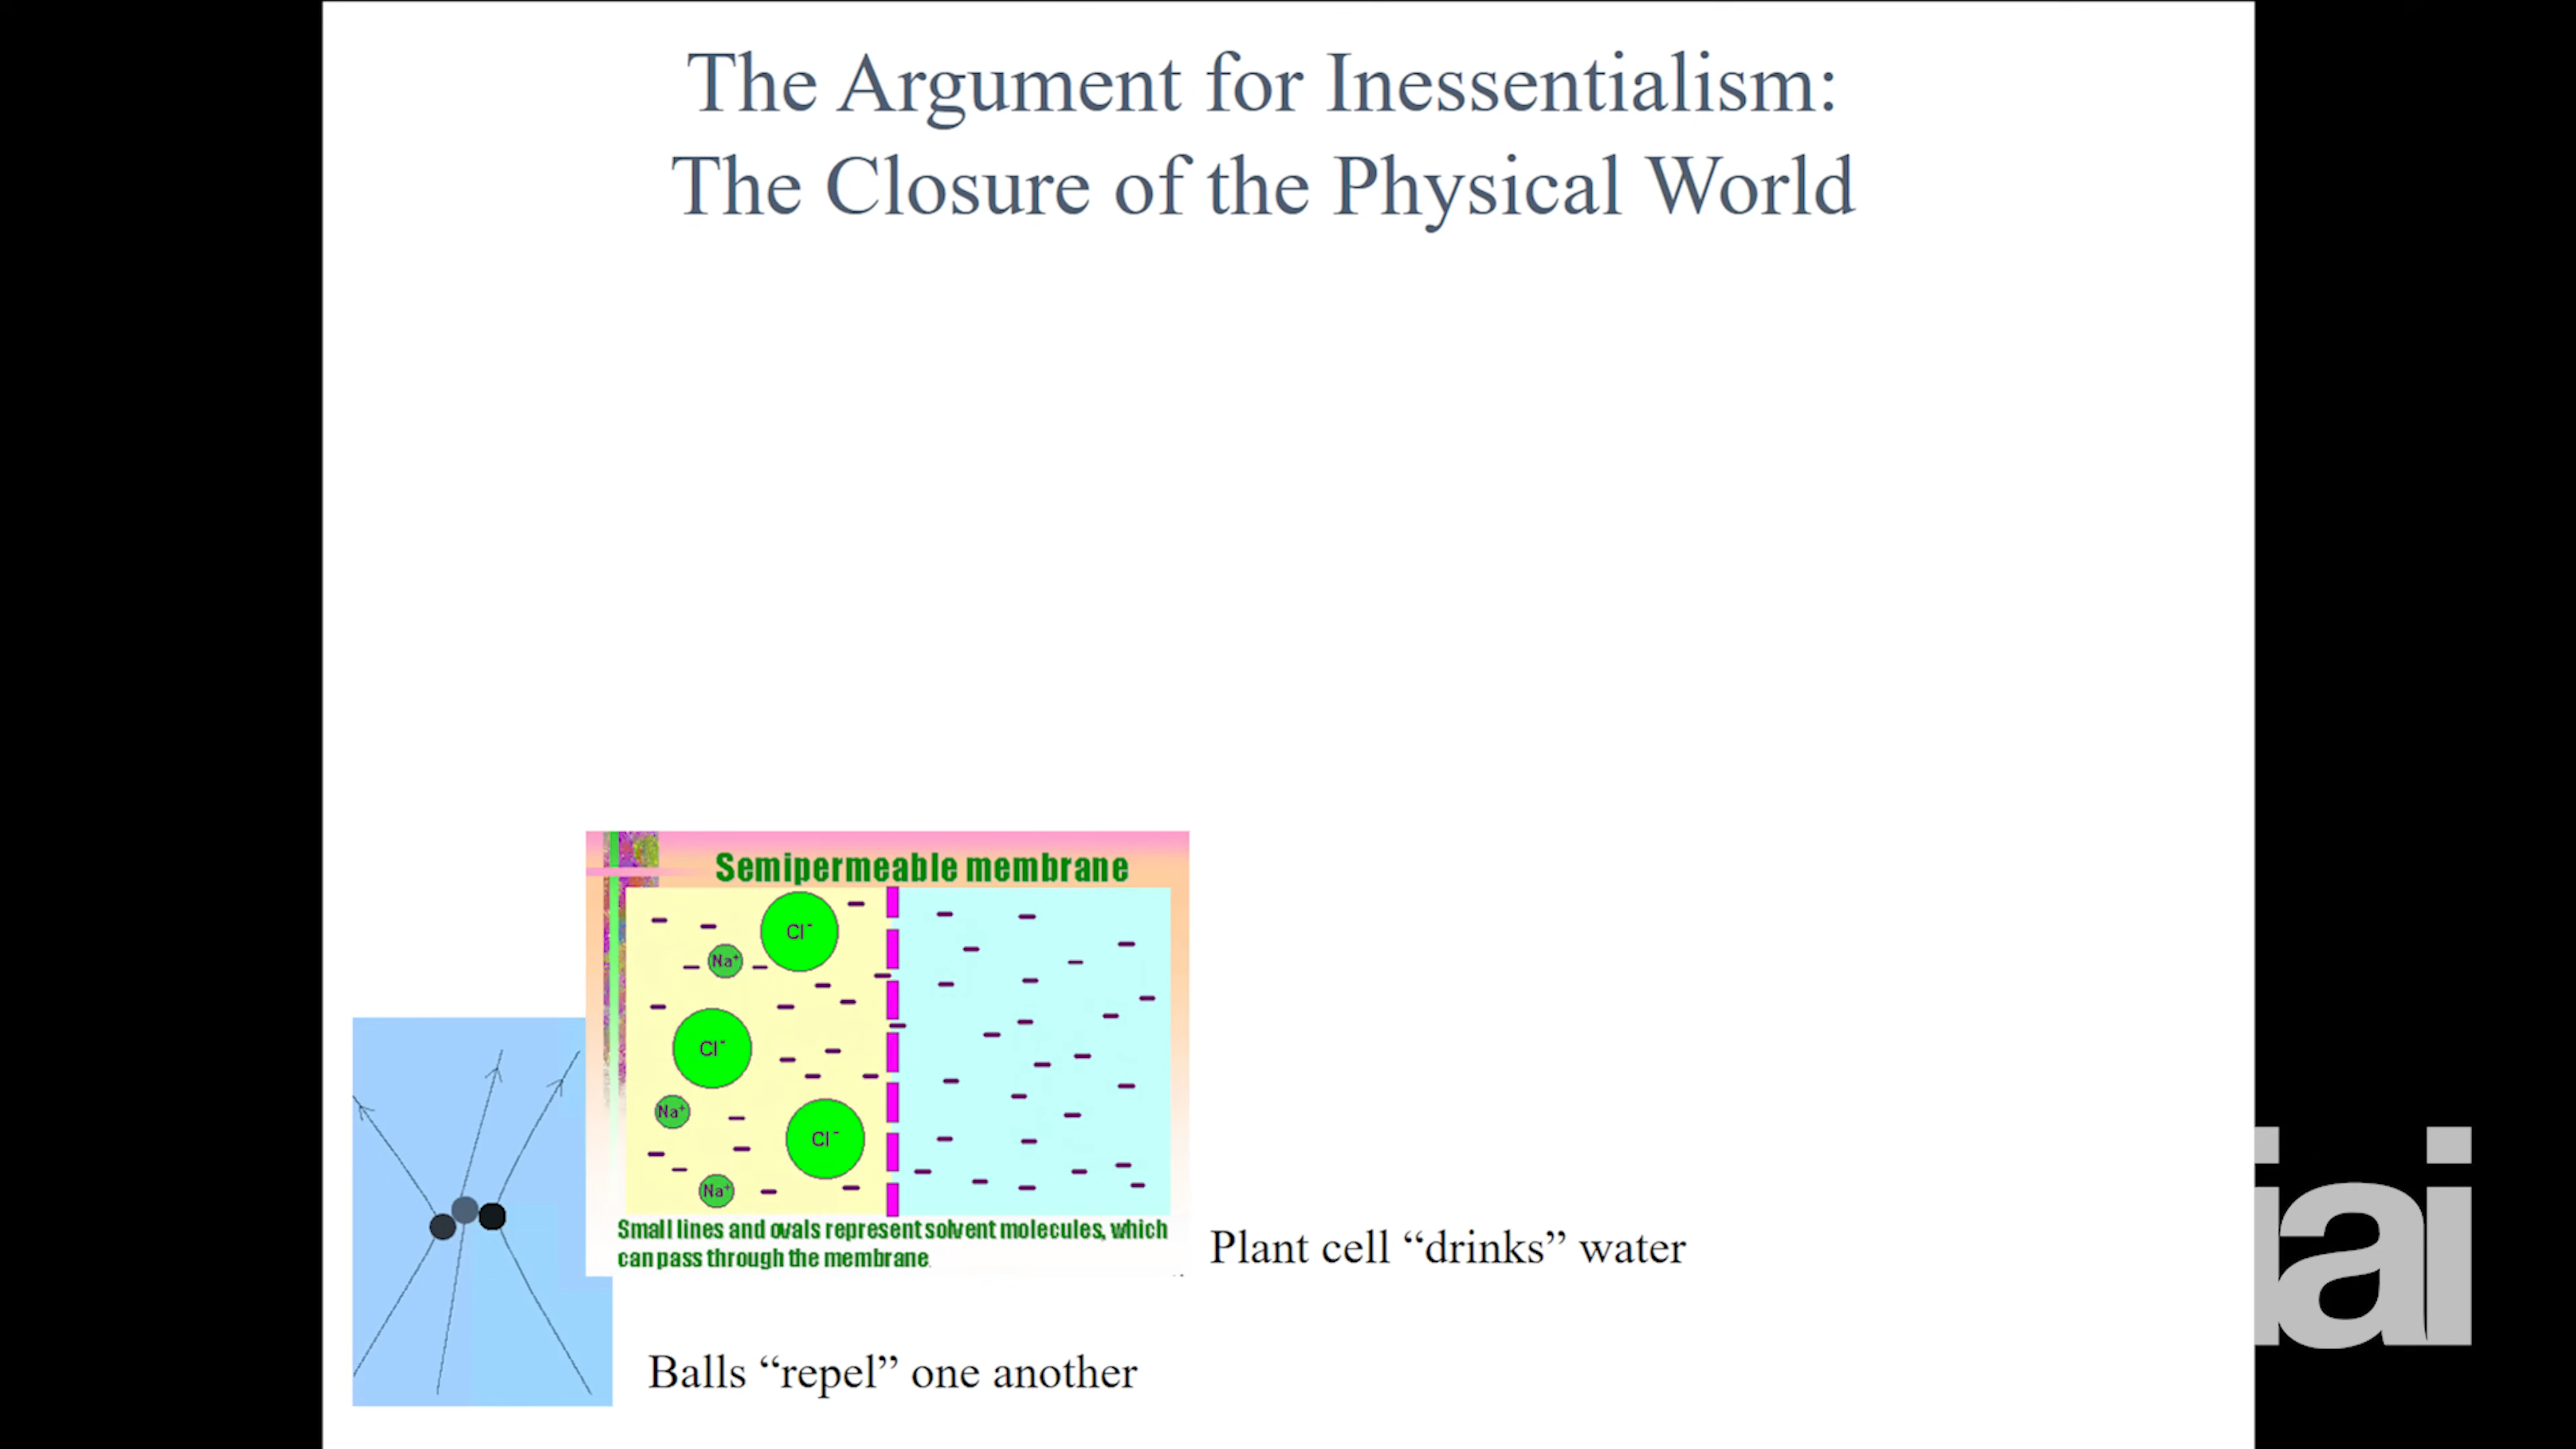 The Argument for Inessentialism:
The Closure of the Physical World
Semipermeable membrane
Cl-
Na+
Cl-
Na+
Cl-
Na+
Small lines and ovals represent solvent molecules, which
can pass through the membrane.
Plant cell “drinks” water
Balls “repel” one another
iai